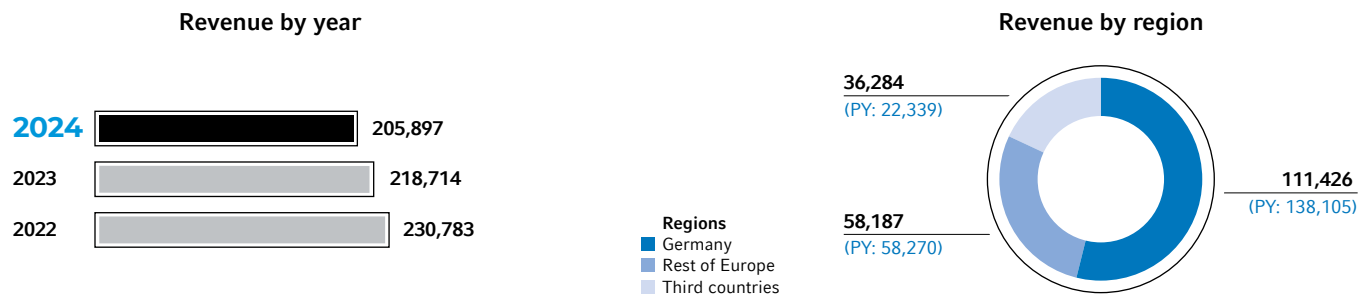 Revenue by year
2024
205,897
2023
218,714
2022
230,783
Revenue by region
36,284
(PY: 22,339)
111,426
(PY: 138,105)
58,187
(PY: 58,270)
Regions
Germany
Rest of Europe
Third countries